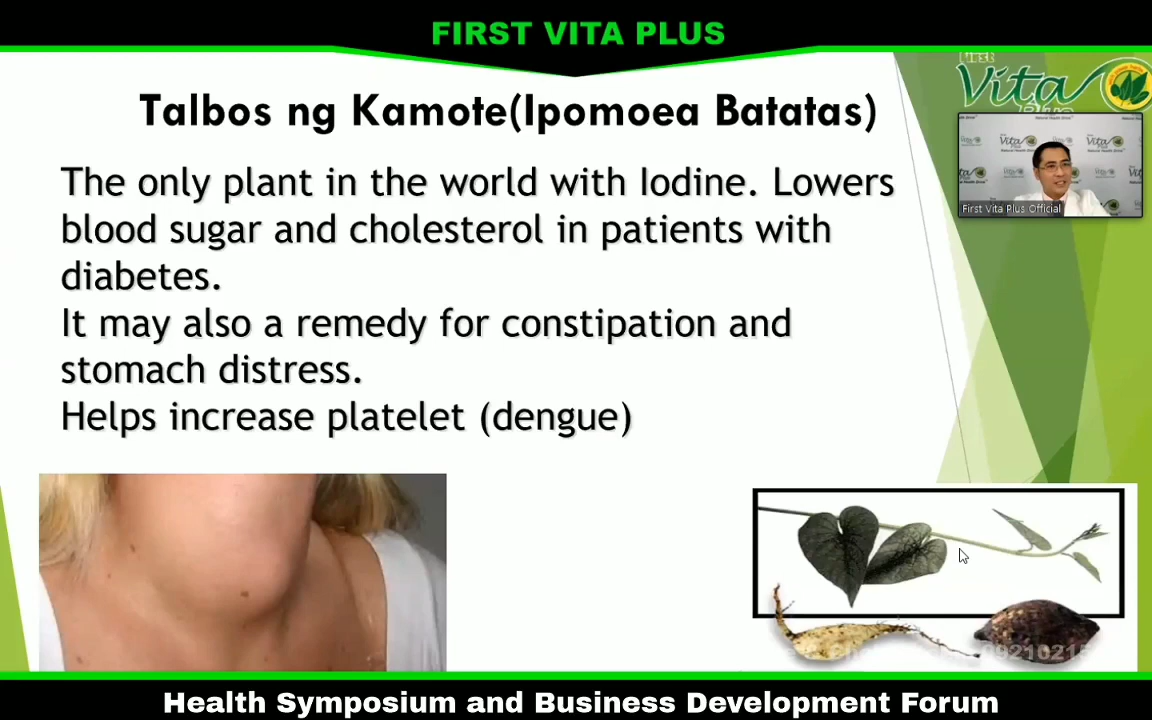 FIRST VITA PLUS
Talbos ng Kamote(Ipomoea Batatas)
The only plant in the world with Iodine. Lowers
blood sugar and cholesterol in patients with
diabetes.
It may also a remedy for constipation and
stomach distress.
Helps increase platelet (dengue)
First
Vita
Plus
First Vita Plus Official
Health Symposium and Business Development Forum